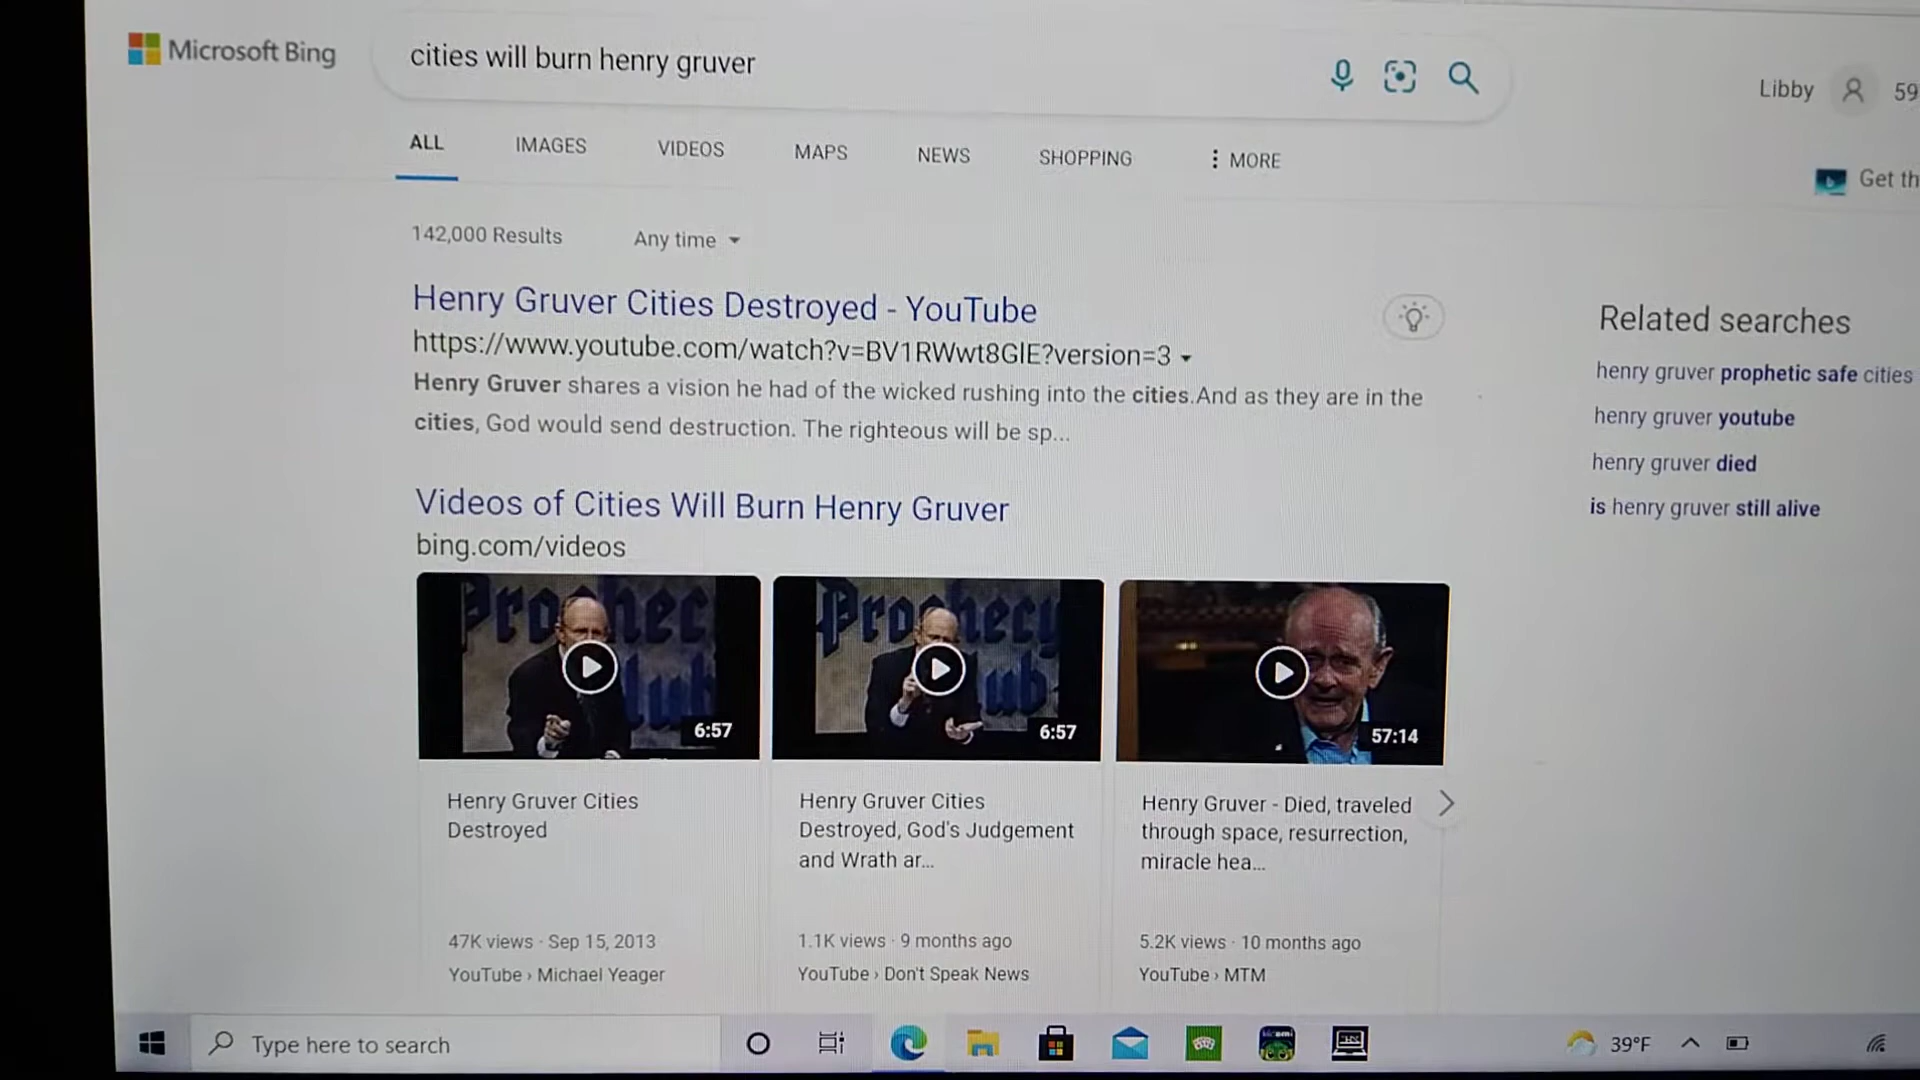 Microsoft Bing
cities will burn henry gruver
Libby
59
ALL
IMAGES
VIDEOS
MAPS
NEWS
SHOPPING
MORE
Get th
142,000 Results
Any time
Henry Gruver Cities Destroyed - YouTube
https://www.youtube.com/watch?v=BV1RWwt8GlE?version=3
Henry Gruver shares a vision he had of the wicked rushing into the cities.And as they are in the
cities, God would send destruction. The righteous will be sp...
Related searches
henry gruver prophetic safe cities
henry gruver youtube
henry gruver died
is henry gruver still alive
Videos of Cities Will Burn Henry Gruver
bing.com/videos
Prophec
lub
6:57
Prophecy
ub
6:57
57:14
Henry Gruver Cities
Destroyed
47K views · Sep 15, 2013
YouTube › Michael Yeager
Henry Gruver Cities
Destroyed, God's Judgement
and Wrath ar...
1.1K views · 9 months ago
YouTube › Don't Speak News
Henry Gruver - Died, traveled
through space, resurrection,
miracle hea...
5.2K views · 10 months ago
YouTube › MTM
Type here to search
39°F